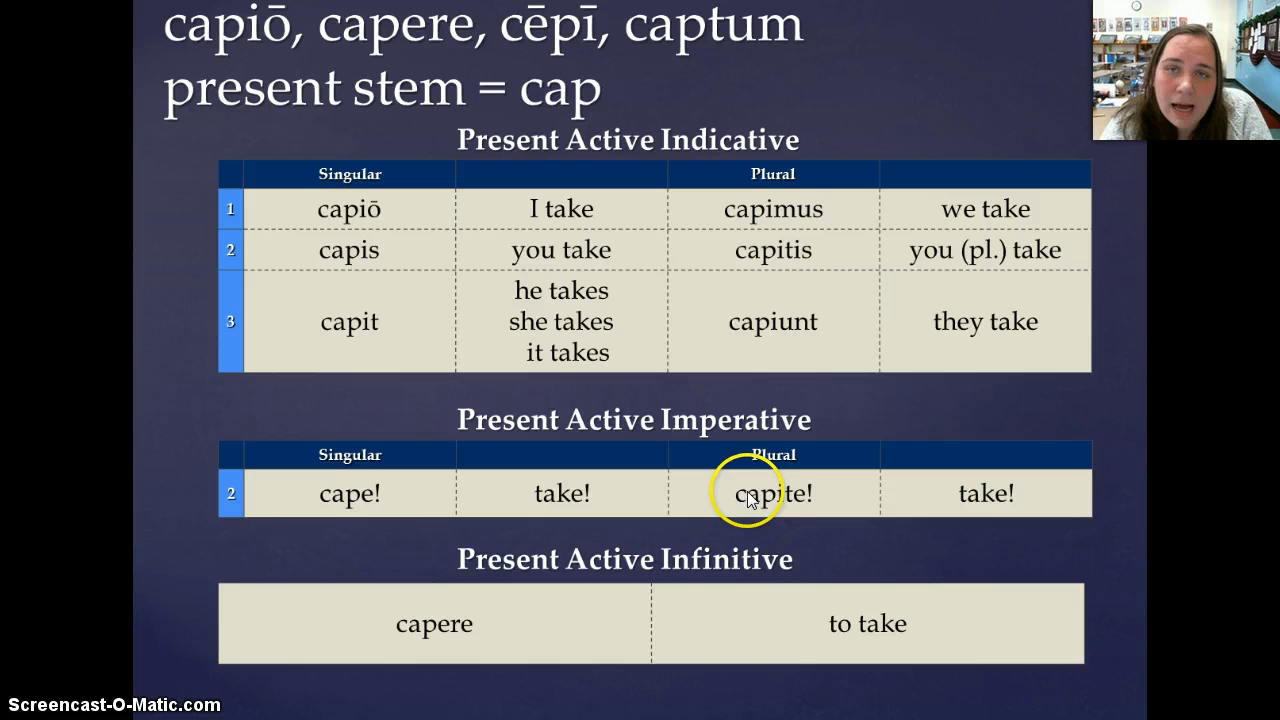 capiō, capere, cēpī, captum
present stem = cap
Present Active Indicative
Singular Plural
1 capiō I take capimus we take
2 capis you take capitis you (pl.) take
he takes
3 capit she takes capiunt they take
it takes
Present Active Imperative
Singular Plural
2 cape! take! capite! take!
Present Active Infinitive
capere to take
Screencast-O-Matic.com